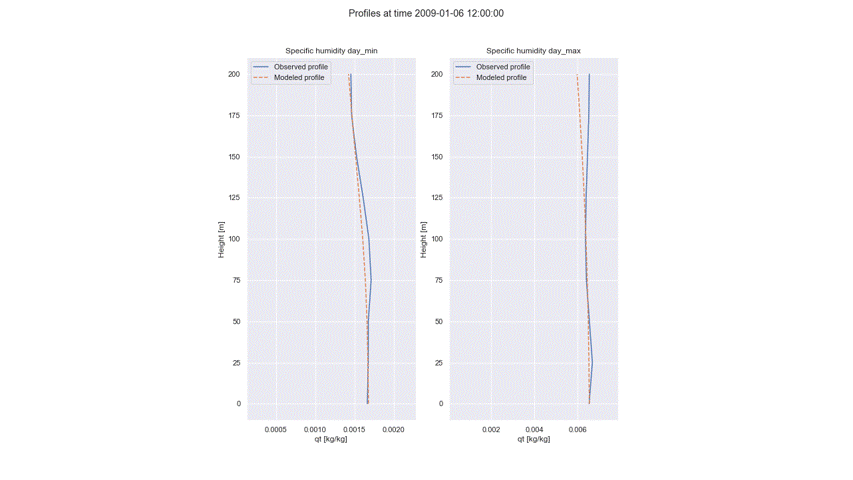 Profiles at time 2009-01-06 12:00:00
Specific humidity day_min
Observed profile
Modeled profile
200
175
150
125
100
75
50
25
0
Height [m]
0.0005 0.0010 0.0015 0.0020
qt [kg/kg]
Specific humidity day_max
Observed profile
Modeled profile
200
175
150
125
100
75
50
25
0
Height [m]
0.002 0.004 0.006
qt [kg/kg]